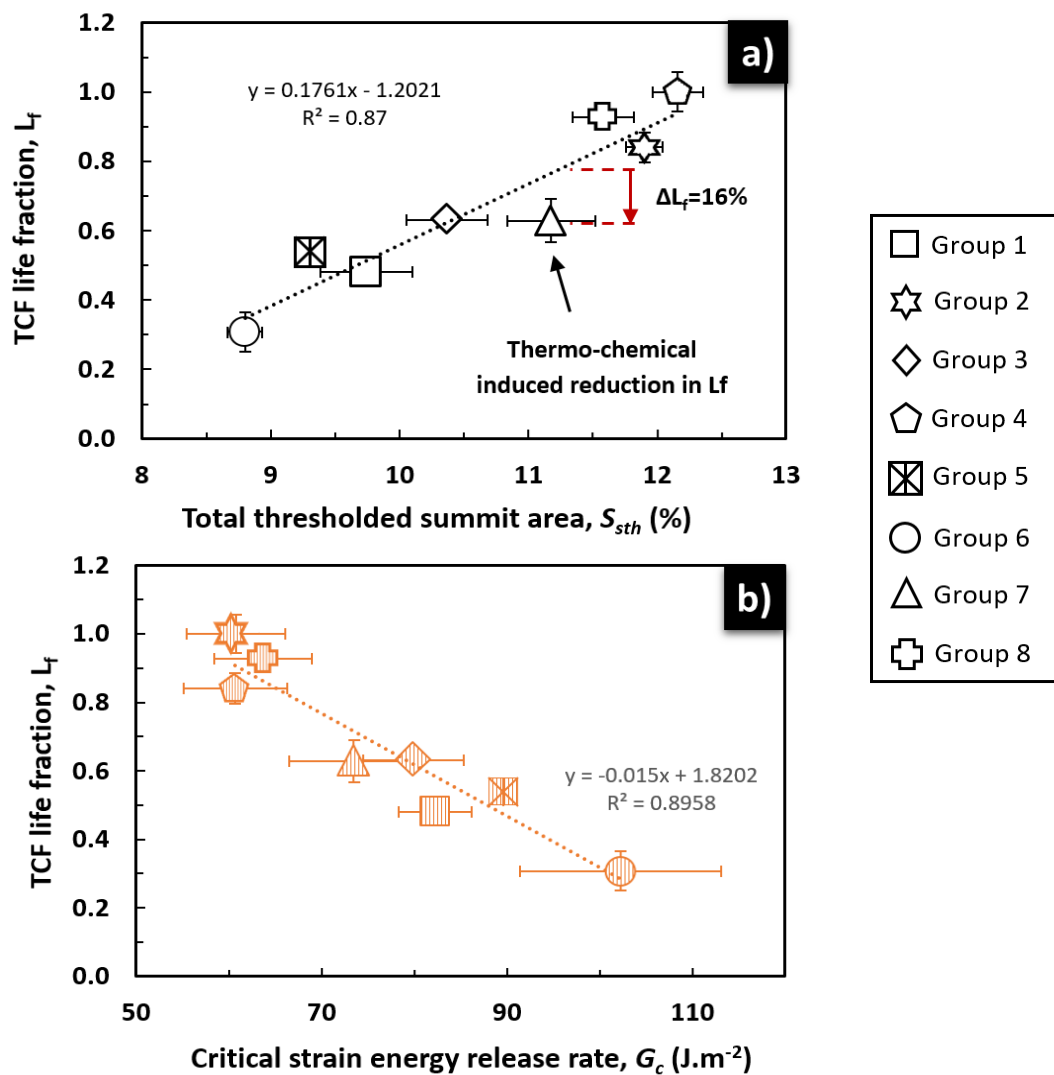 a)
1.2
1.0
0.8
0.6
0.4
0.2
0.0
TCF life fraction, Lf
y = 0.1761x - 1.2021
R² = 0.87
ΔLf=16%
Thermo-chemical
induced reduction in Lf
8 9 10 11 12 13
Total thresholded summit area, Ssth (%)
b)
1.2
1.0
0.8
0.6
0.4
0.2
0.0
TCF life fraction, Lf
y = -0.015x + 1.8202
R² = 0.8958
50 70 90 110
Critical strain energy release rate, Gc (J.m-2)
Group 1
Group 2
Group 3
Group 4
Group 5
Group 6
Group 7
Group 8